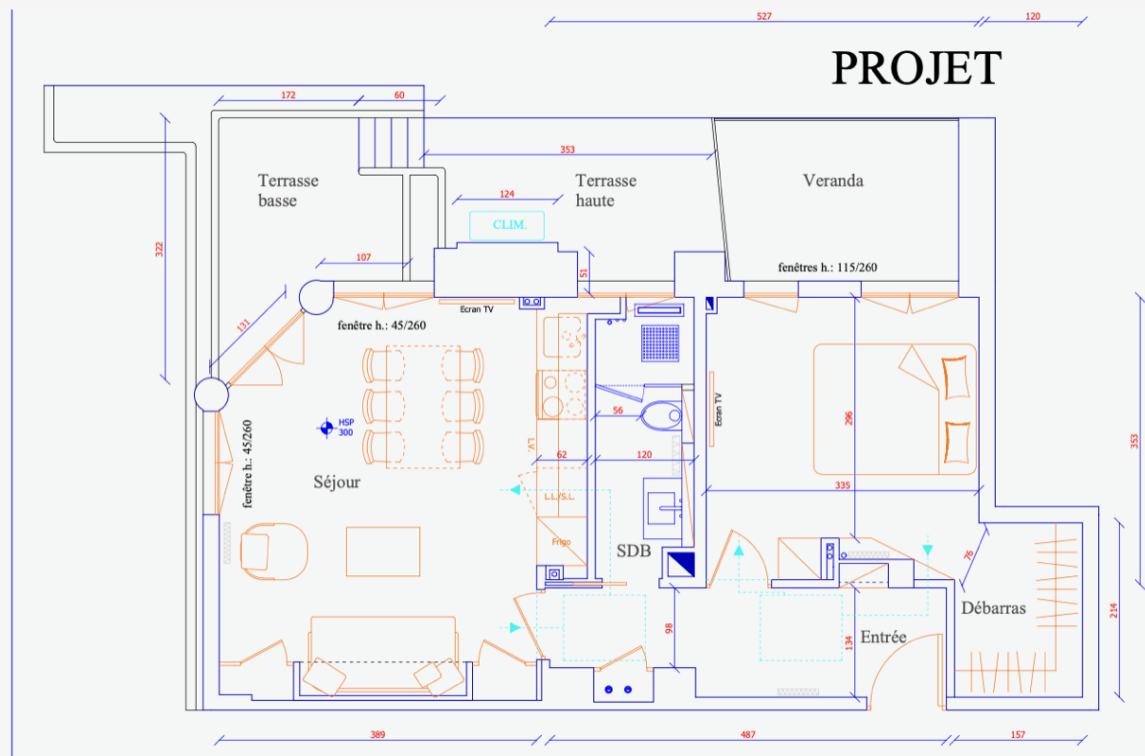 527
120
PROJET
172
60
353
Terrasse
basse
Terrasse
haute
Veranda
124
CLIM.
322
107
51
fenêtres h.: 115/260
131
Ecran TV
fenêtre h.: 45/260
Ecran TV
56
296
353
HSP
300
fenêtre h.: 45/260
L.V.
62
120
Séjour
335
L.L./S.L.
Frigo
SDB
76
Débarras
214
98
134
Entrée
389
487
157